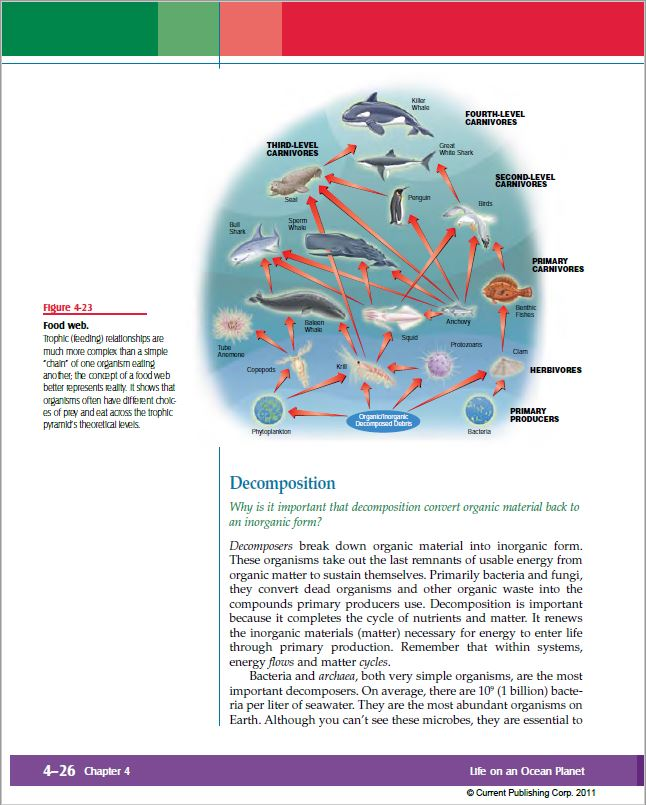 Killer
Whale
FOURTH-LEVEL
CARNIVORES
THIRD-LEVEL
CARNIVORES
Great
White Shark
SECOND-LEVEL
CARNIVORES
Seal
Penguin
Birds
Bull
Shark
Sperm
Whale
PRIMARY
CARNIVORES
Benthic
Fishes
Baleen
Whale
Anchovy
Squid
Tube
Anemone
Protozoans
Clam
Copepods
Krill
HERBIVORES
Organic/Inorganic
Decomposed Debris
PRIMARY
PRODUCERS
Phytoplankton
Bacteria
Figure 4-23
Food web.
Trophic (feeding) relationships are
much more complex than a simple
"chain" of one organism eating
another; the concept of a food web
better represents reality. It shows that
organisms often have different choic-
es of prey and eat across the trophic
pyramid's theoretical levels.
Decomposition
Why is it important that decomposition convert organic material back to
an inorganic form?
Decomposers break down organic material into inorganic form.
These organisms take out the last remnants of usable energy from
organic matter to sustain themselves. Primarily bacteria and fungi,
they convert dead organisms and other organic waste into the
compounds primary producers use. Decomposition is important
because it completes the cycle of nutrients and matter. It renews
the inorganic materials (matter) necessary for energy to enter life
through primary production. Remember that within systems,
energy flows and matter cycles.
Bacteria and archaea, both very simple organisms, are the most
important decomposers. On average, there are 10⁹ (1 billion) bacte-
ria per liter of seawater. They are the most abundant organisms on
Earth. Although you can't see these microbes, they are essential to
4–26 Chapter 4
Life on an Ocean Planet
© Current Publishing Corp. 2011